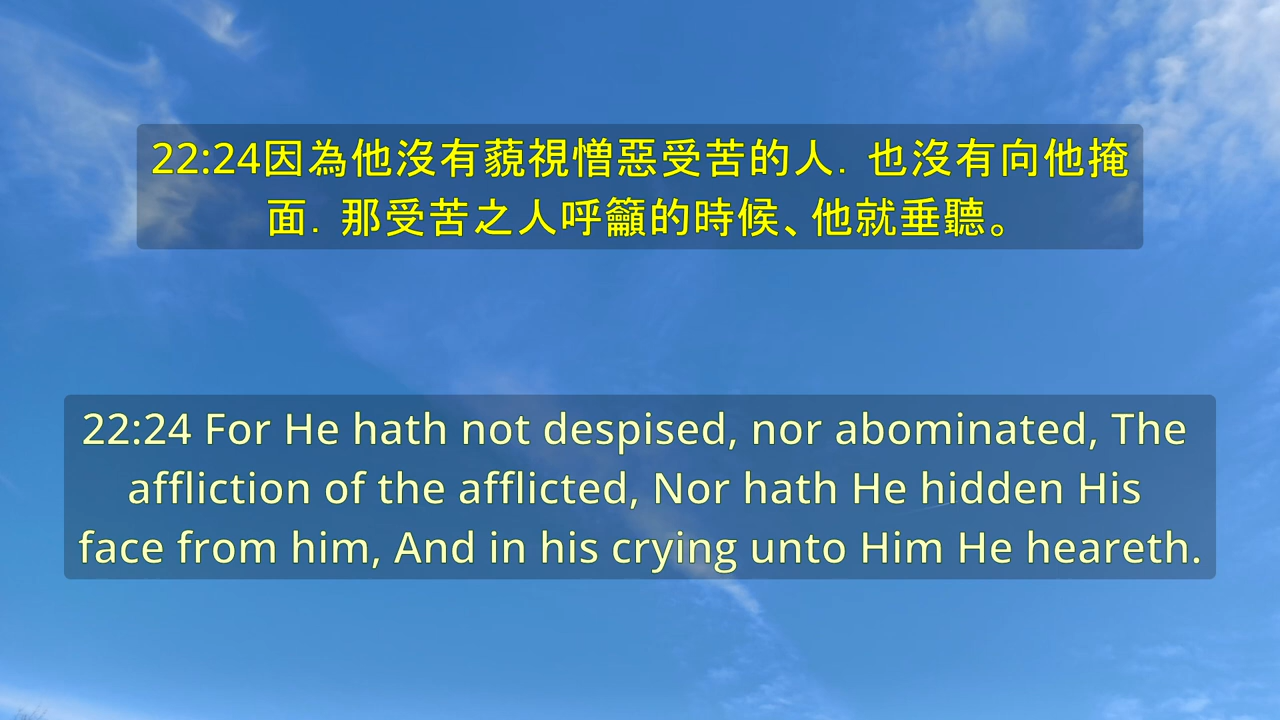 22:24因為他沒有藐視憎惡受苦的人．也沒有向他掩
面．那受苦之人呼籲的時候、他就垂聽。
22:24 For He hath not despised, nor abominated, The
affliction of the afflicted, Nor hath He hidden His
face from him, And in his crying unto Him He heareth.